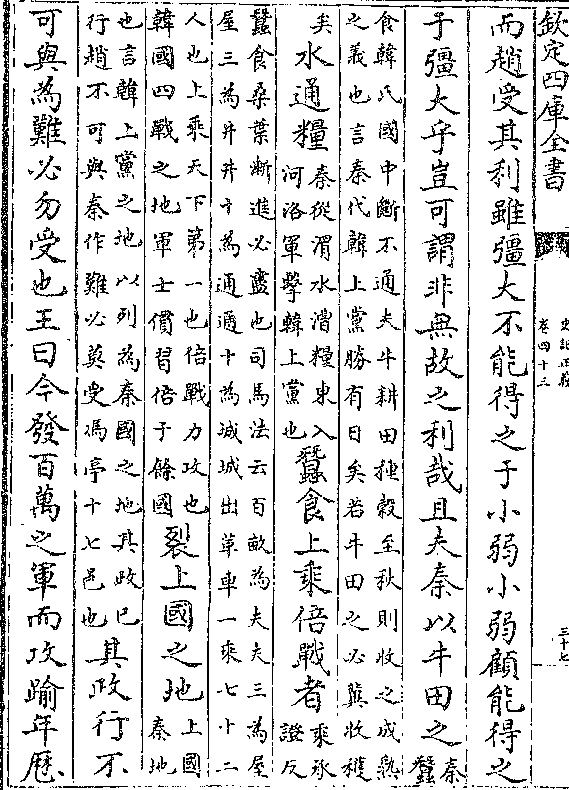 欽定四庫全書
史記正義
卷四十三
三十七
而趙受其利雖彊大不能得之于小弱小弱顧能得之
于彊大乎豈可謂非無故之利哉且夫秦以牛田之
秦
蠶
食韓氏國中斷不通夫牛耕田種穀至秋則收之成熟
之義也言秦代韓上黨勝有日矣若牛田之必冀收穫
矣
水通糧
秦從渭水漕糧東入
河洛軍擊韓上黨也
蠶食上乘倍戰者
乘承
證反
蠶食桑葉漸進必盡也司馬法云百畝為夫夫三為屋
屋三為井井十為通通十為城城出革車一乘七十二
人也上乘天下第一也倍戰力攻也
韓國四戰之地軍士慣習倍于餘國
裂上國之地
上國
秦地
也言韓上黨之地以列為秦國之地其政已
行趙不可與秦作難必莫受馮亭十七邑也
其政行不
可與為難必勿受也王曰今發百萬之軍而攻踰年歷